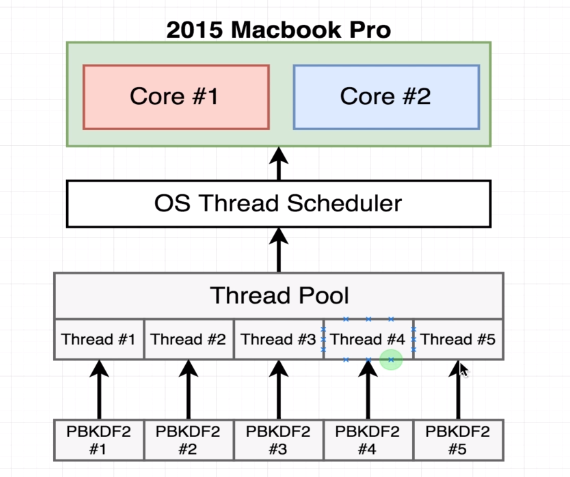 2015 Macbook Pro
Core #1
Core #2
OS Thread Scheduler
Thread Pool
Thread #1
Thread #2
Thread #3
Thread #4
Thread #5
PBKDF2
#1
PBKDF2
#2
PBKDF2
#3
PBKDF2
#4
PBKDF2
#5